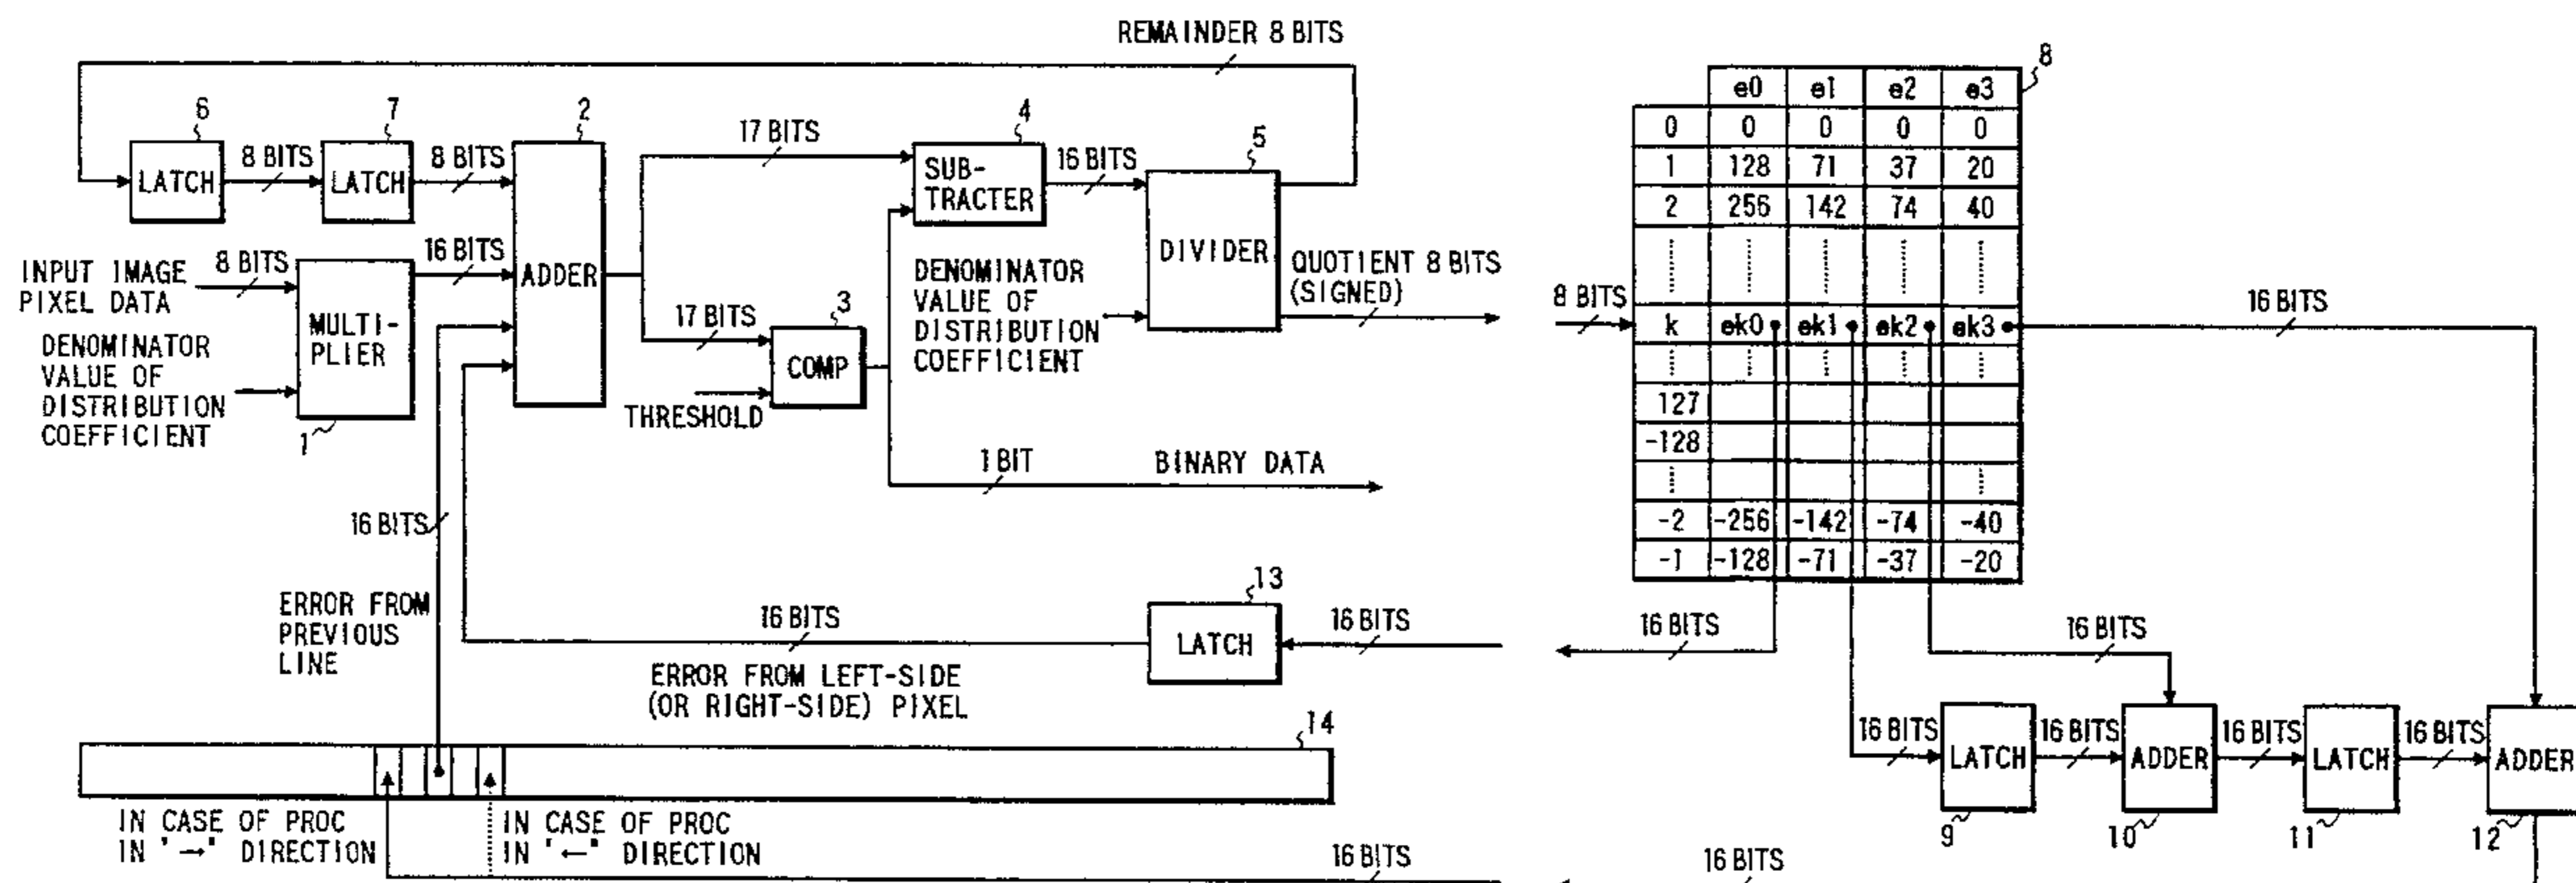 REMAINDER 8 BITS
6
7
2
8 BITS
8 BITS
LATCH
LATCH
17 BITS
4
SUB-
TRACTER
16 BITS
5
INPUT IMAGE
PIXEL DATA
8 BITS
16 BITS
ADDER
DENOMINATOR
VALUE OF
DISTRIBUTION
COEFFICIENT
MULTI-
PLIER
1
17 BITS
3
COMP
THRESHOLD
DENOMINATOR
VALUE OF
DISTRIBUTION
COEFFICIENT
DIVIDER
QUOTIENT 8 BITS
(SIGNED)
1 BIT
BINARY DATA
16 BITS
ERROR FROM
PREVIOUS
LINE
16 BITS
13
LATCH
16 BITS
ERROR FROM LEFT-SIDE
(OR RIGHT-SIDE) PIXEL
14
IN CASE OF PROC
IN "→" DIRECTION
IN CASE OF PROC
IN "←" DIRECTION
16 BITS
8
e0 e1 e2 e3
0 0 0 0 0
1 128 71 37 20
2 256 142 74 40
8 BITS
k ek0 ek1 ek2 ek3
16 BITS
127
-128
-2 -256 -142 -74 -40
-1 -128 -71 -37 -20
16 BITS
16 BITS
16 BITS
LATCH
16 BITS
ADDER
16 BITS
LATCH
16 BITS
ADDER
9
10
11
12
16 BITS